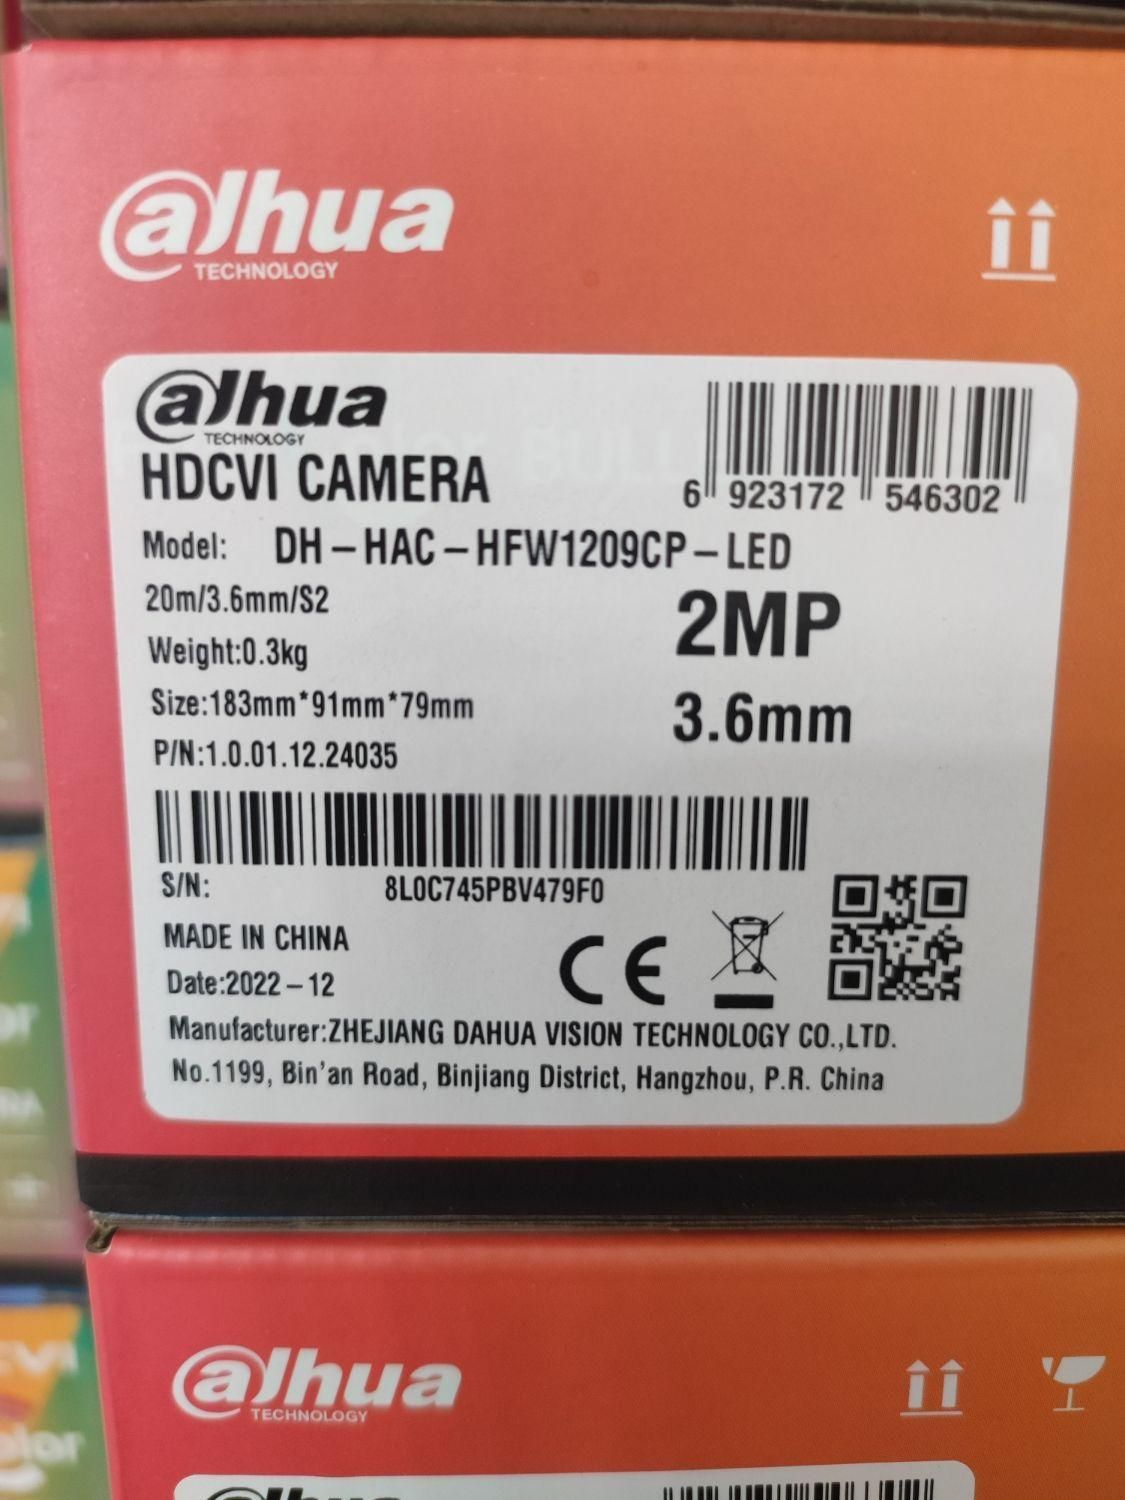 alhua
TECHNOLOGY
alhua
TECHNOLOGY
HDCVI CAMERA
6 923172 546302
Model: DH-HAC-HFW1209CP-LED
20m/3.6mm/S2
2MP
Weight:0.3kg
Size:183mm*91mm*79mm
3.6mm
P/N:1.0.01.12.24035
S/N: 8L0C745PBV479F0
MADE IN CHINA
CE
Date:2022-12
Manufacturer:ZHEJIANG DAHUA VISION TECHNOLOGY CO.,LTD.
No.1199, Bin'an Road, Binjiang District, Hangzhou, P.R. China
alhua
TECHNOLOGY